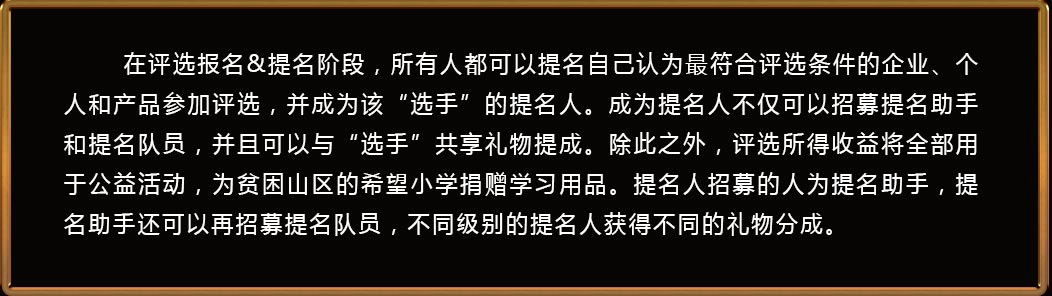 在评选报名&提名阶段，所有人都可以提名自己认为最符合评选条件的企业、个
人和产品参加评选，并成为该“选手”的提名人。成为提名人不仅可以招募提名助手
和提名队员，并且可以与“选手”共享礼物提成。除此之外，评选所得收益将全部用
于公益活动，为贫困山区的希望小学捐赠学习用品。提名人招募的人为提名助手，提
名助手还可以再招募提名队员，不同级别的提名人获得不同的礼物分成。